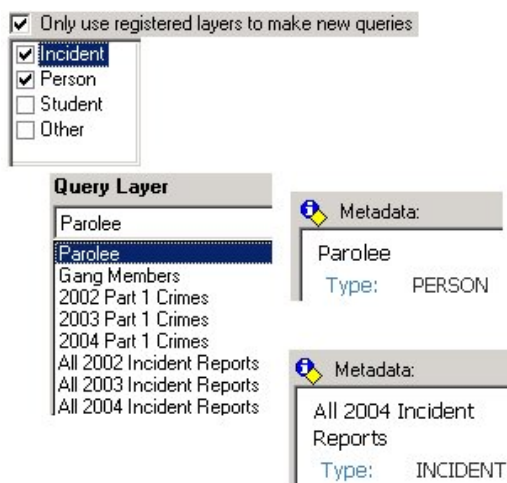 Only use registered layers to make new queries
Incident
Person
Student
Other
Query Layer
Parolee
Parolee
Gang Members
2002 Part 1 Crimes
2003 Part 1 Crimes
2004 Part 1 Crimes
All 2002 Incident Reports
All 2003 Incident Reports
All 2004 Incident Reports
Metadata:
Parolee
Type: PERSON
Metadata:
All 2004 Incident
Reports
Type: INCIDENT